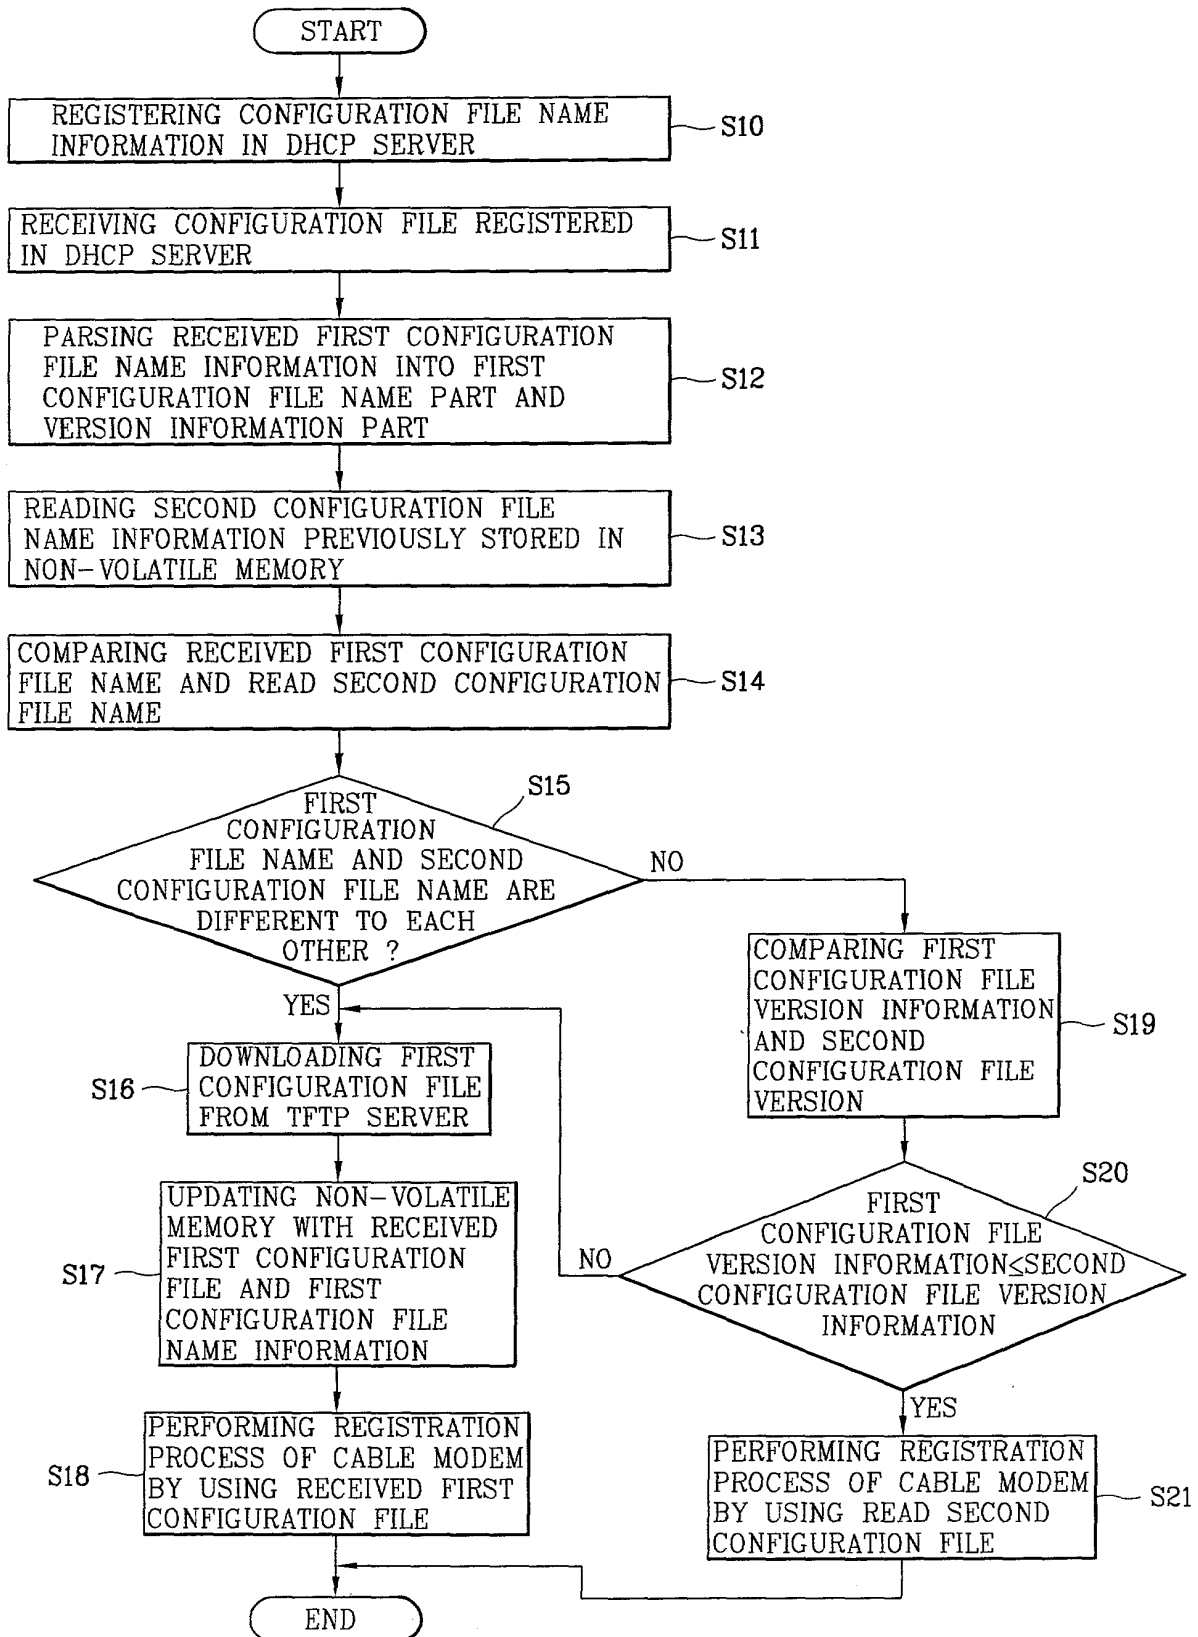 START
REGISTERING CONFIGURATION FILE NAME
INFORMATION IN DHCP SERVER
S10
RECEIVING CONFIGURATION FILE REGISTERED
IN DHCP SERVER
S11
PARSING RECEIVED FIRST CONFIGURATION
FILE NAME INFORMATION INTO FIRST
CONFIGURATION FILE NAME PART AND
VERSION INFORMATION PART
S12
READING SECOND CONFIGURATION FILE
NAME INFORMATION PREVIOUSLY STORED IN
NON-VOLATILE MEMORY
S13
COMPARING RECEIVED FIRST CONFIGURATION
FILE NAME AND READ SECOND CONFIGURATION
FILE NAME
S14
S15
FIRST
CONFIGURATION
FILE NAME AND SECOND
CONFIGURATION FILE NAME ARE
DIFFERENT TO EACH
OTHER ?
NO
YES
COMPARING FIRST
CONFIGURATION FILE
VERSION INFORMATION
AND SECOND
CONFIGURATION FILE
VERSION
S19
DOWNLOADING FIRST
CONFIGURATION FILE
FROM TFTP SERVER
S16
S20
FIRST
CONFIGURATION FILE
VERSION INFORMATION≤SECOND
CONFIGURATION FILE VERSION
INFORMATION
NO
YES
UPDATING NON-VOLATILE
MEMORY WITH RECEIVED
FIRST CONFIGURATION
FILE AND FIRST
CONFIGURATION FILE
NAME INFORMATION
S17
PERFORMING REGISTRATION
PROCESS OF CABLE MODEM
BY USING RECEIVED FIRST
CONFIGURATION FILE
S18
PERFORMING REGISTRATION
PROCESS OF CABLE MODEM
BY USING READ SECOND
CONFIGURATION FILE
S21
END